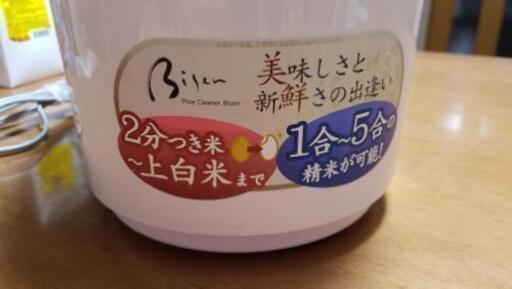 Bisen
Rice Cleaner Bisen
美味しさと
新鮮さの出逢い
2分つき米
~上白米まで
1合~5合の
精米が可能!